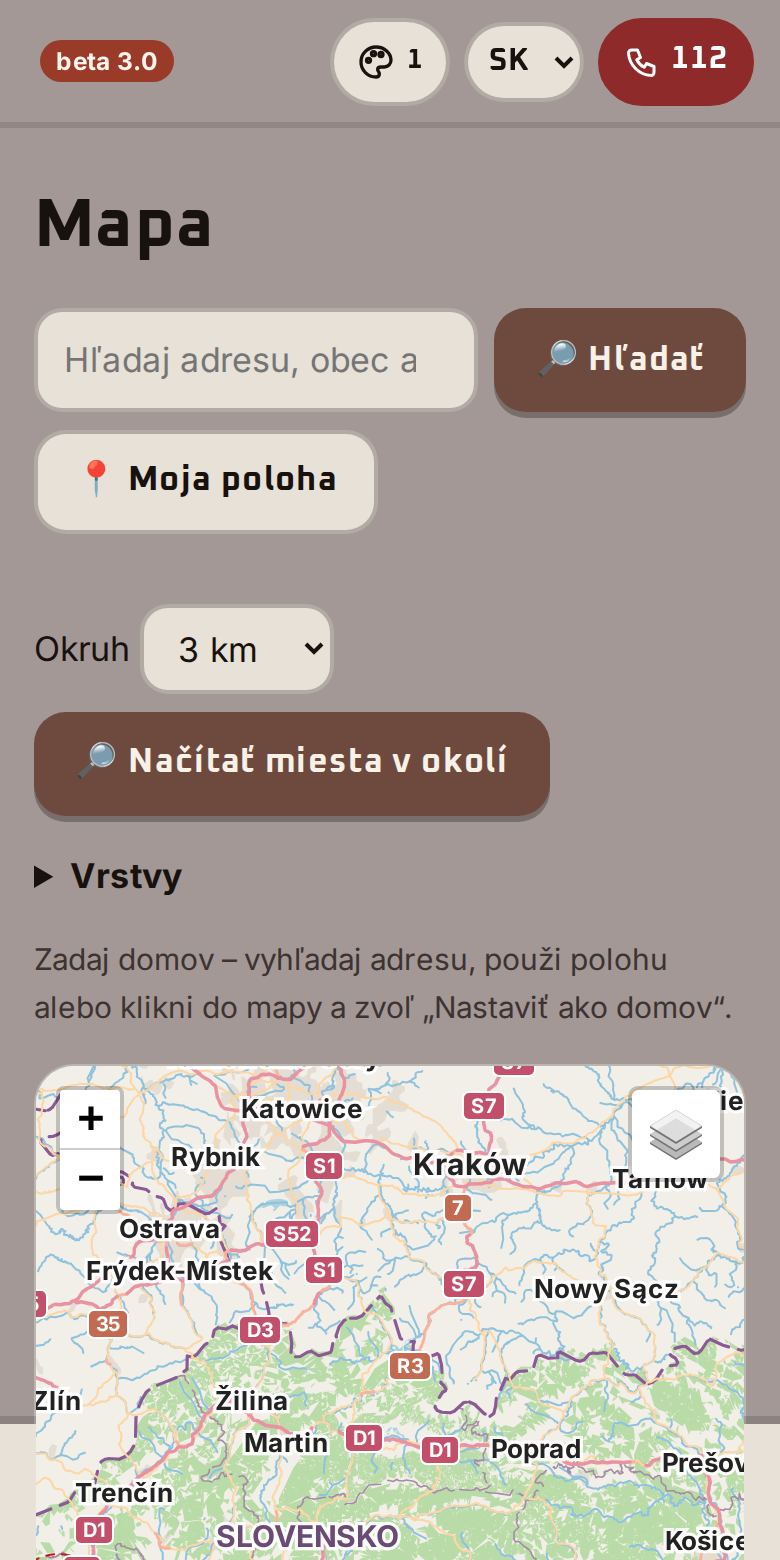 beta 3.0
1
SK
112
Mapa
Hľadaj adresu, obec a
Hľadať
Moja poloha
Okruh
3 km
Načítať miesta v okolí
Vrstvy
Zadaj domov – vyhľadaj adresu, použi polohu
alebo klikni do mapy a zvoľ „Nastaviť ako domov“.
+
−
Katowice
S7
Rybnik
S1
Kraków
Tarnów
7
Ostrava
S52
Frýdek-Místek
S1
S7
Nowy Sącz
35
D3
R3
Zlín
Žilina
Martin
D1
D1
Poprad
Prešov
Trenčín
D1
SLOVENSKO
Košice